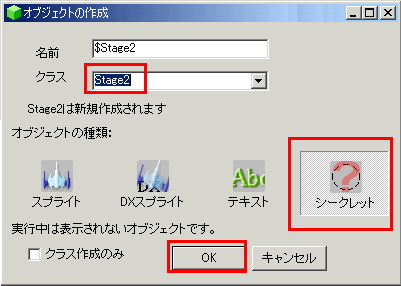 オブジェクトの作成
名前
$Stage2
クラス
Stage2
Stage2は新規作成されます
オブジェクトの種類:
DX
Abc
スプライト
DXスプライト
テキスト
シークレット
実行中は表示されないオブジェクトです。
クラス作成のみ
OK
キャンセル